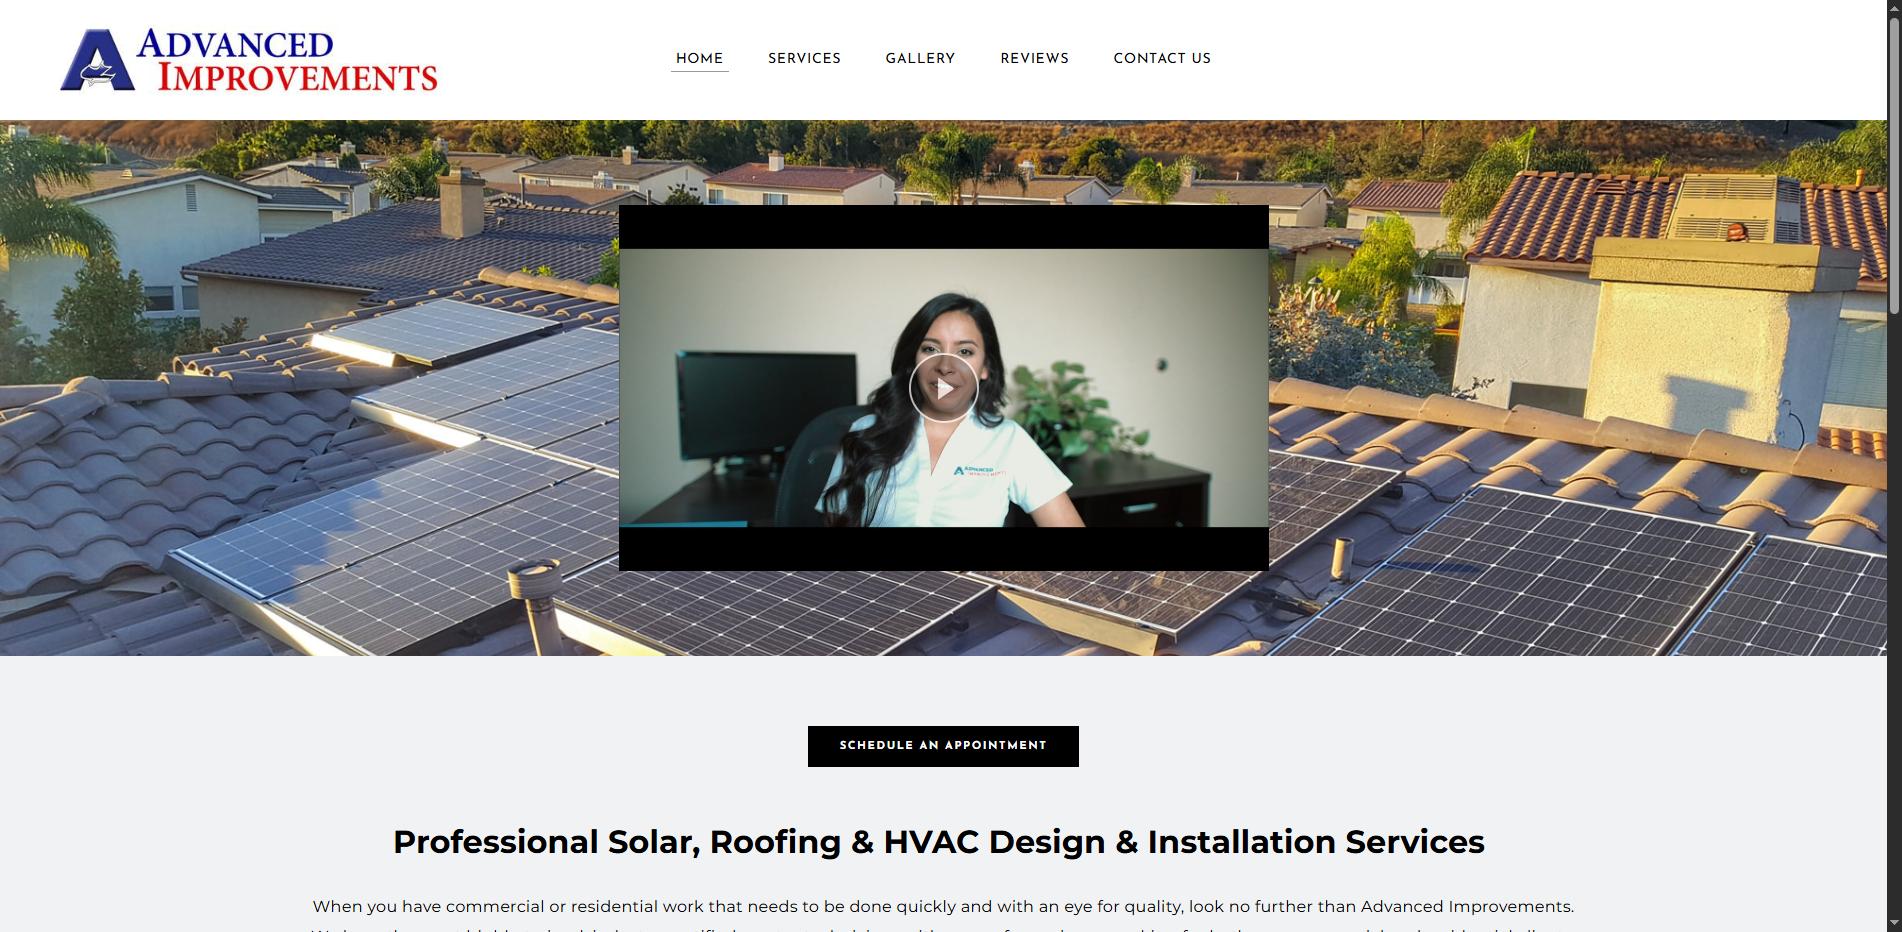 ADVANCED
IMPROVEMENTS
HOME SERVICES GALLERY REVIEWS CONTACT US
ADVANCED
IMPROVEMENTS
SCHEDULE AN APPOINTMENT
Professional Solar, Roofing & HVAC Design & Installation Services
When you have commercial or residential work that needs to be done quickly and with an eye for quality, look no further than Advanced Improvements.